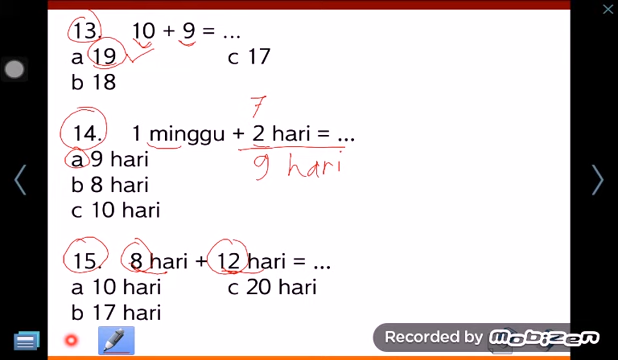 13. 10 + 9 = ...
a 19 c 17
b 18
7
14. 1 minggu + 2 hari = ...
a 9 hari
9 hari
b 8 hari
c 10 hari
15. 8 hari + 12 hari = ...
a 10 hari c 20 hari
b 17 hari
Recorded by
MOBIZEN